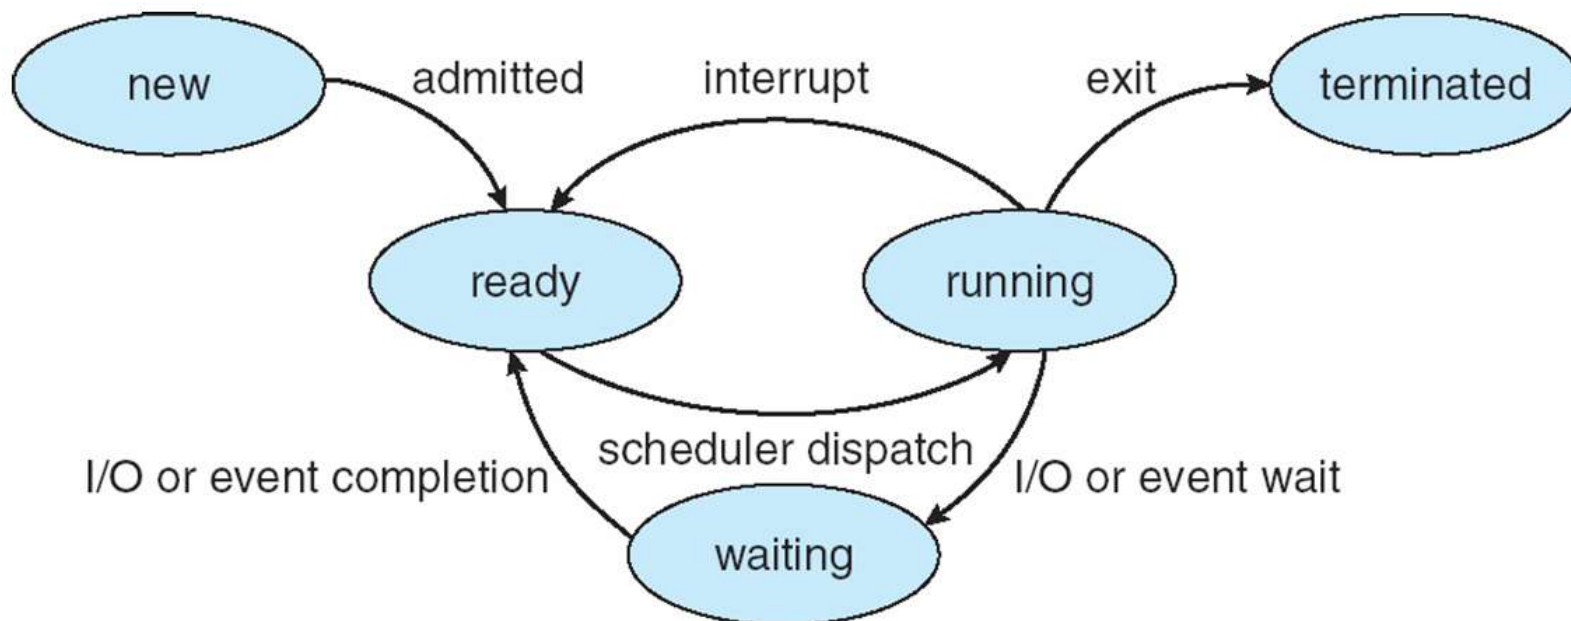 new
admitted
interrupt
exit
terminated
ready
running
scheduler dispatch
I/O or event completion
I/O or event wait
waiting